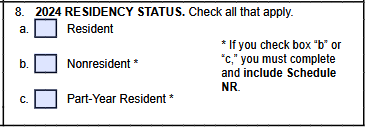 8. 2024 RESIDENCY STATUS. Check all that apply.
a. Resident
b. Nonresident *
c. Part-Year Resident *
* If you check box “b” or
“c,” you must complete
and include Schedule
NR.